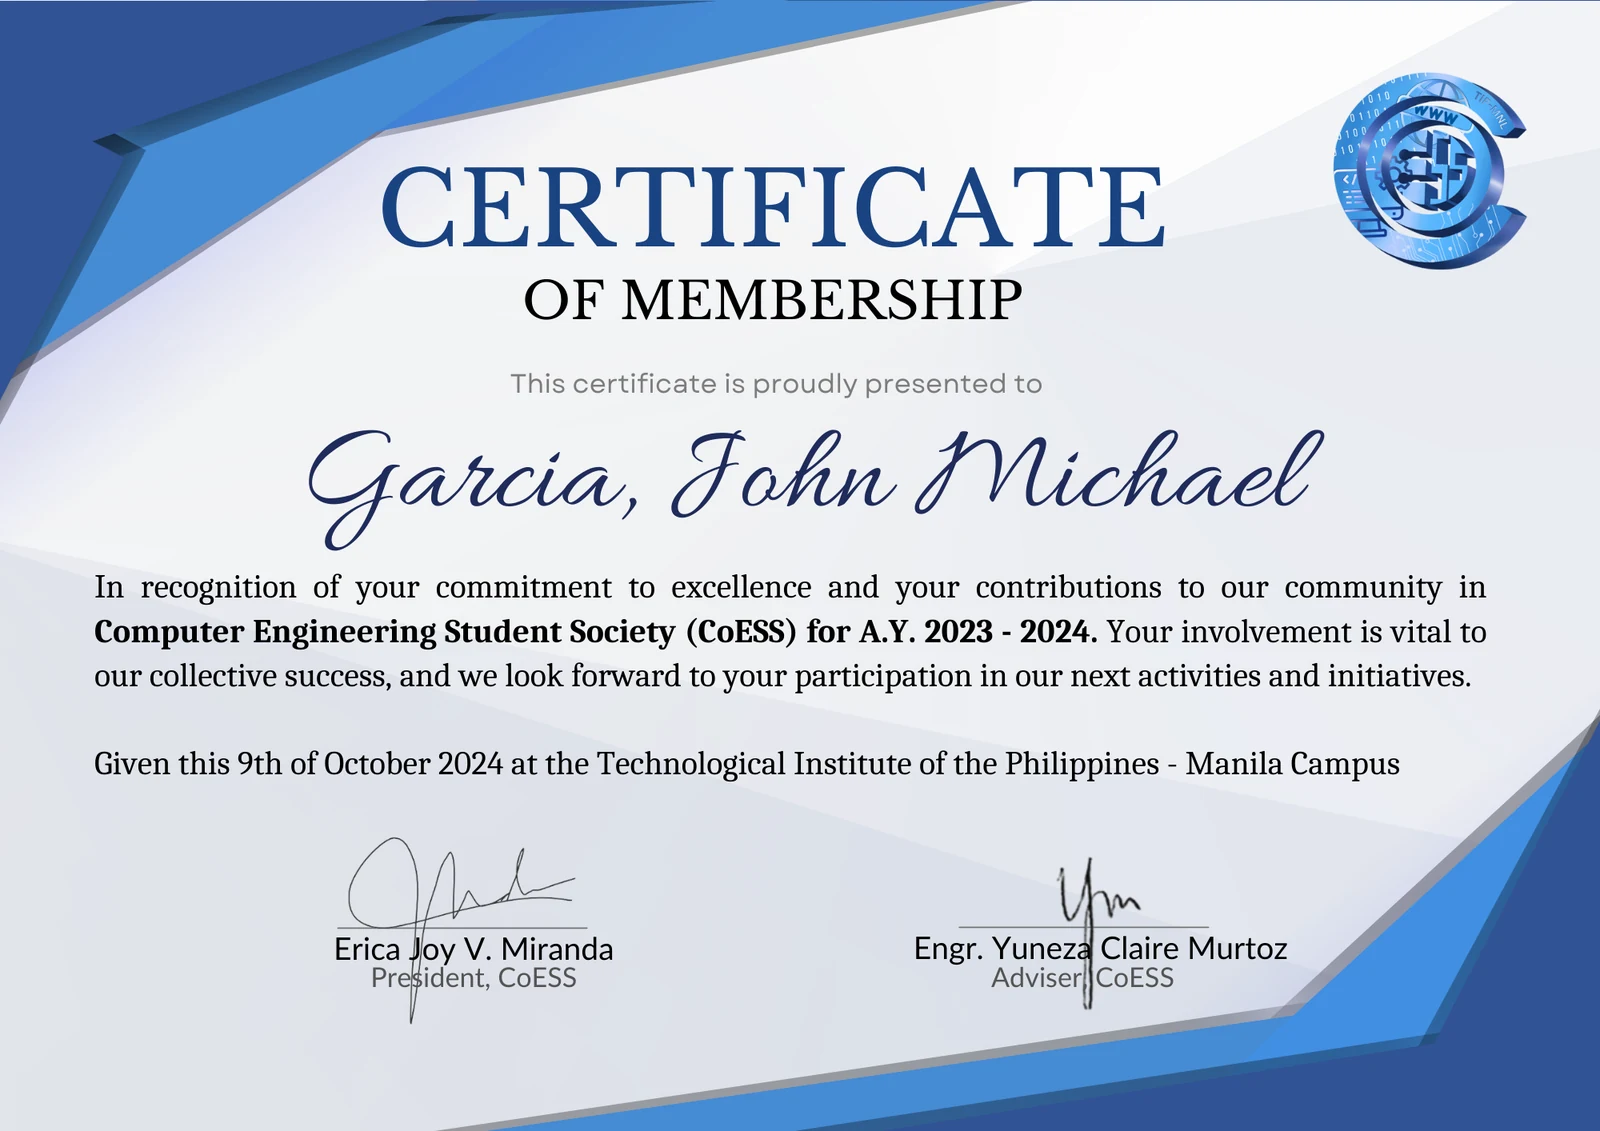 CERTIFICATE
OF MEMBERSHIP
WWW
TIP-MNL
This certificate is proudly presented to
Garcia, John Michael
In recognition of your commitment to excellence and your contributions to our community in
Computer Engineering Student Society (CoESS) for A.Y. 2023 - 2024. Your involvement is vital to
our collective success, and we look forward to your participation in our next activities and initiatives.
Given this 9th of October 2024 at the Technological Institute of the Philippines - Manila Campus
Erica Joy V. Miranda
President, CoESS
Engr. Yuneza Claire Murtoz
Adviser, CoESS